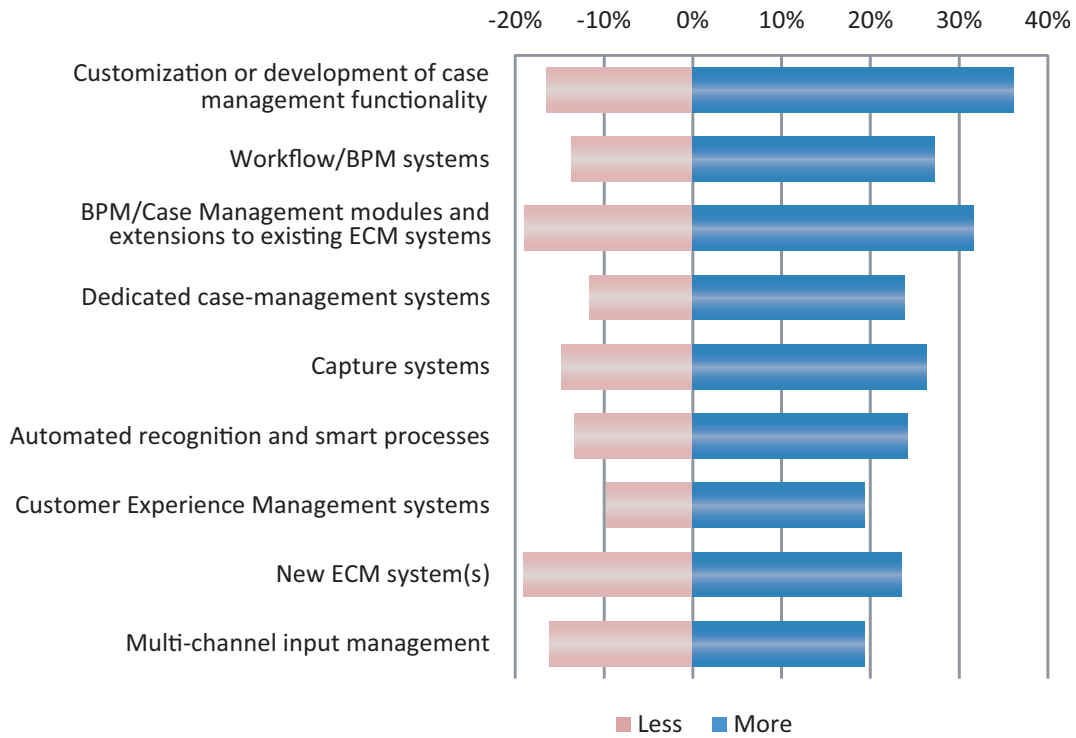 -20% -10% 0% 10% 20% 30% 40%
Customization or development of case
management functionality
Workflow/BPM systems
BPM/Case Management modules and
extensions to existing ECM systems
Dedicated case-management systems
Capture systems
Automated recognition and smart processes
Customer Experience Management systems
New ECM system(s)
Multi-channel input management
Less More